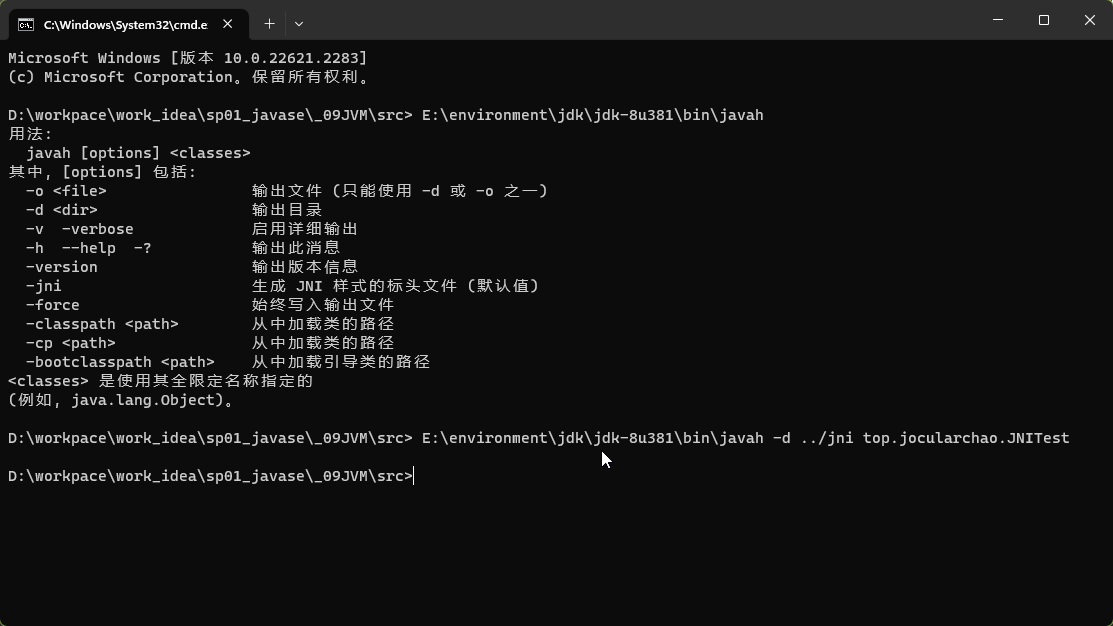 C:\Windows\System32\cmd.e
Microsoft Windows [版本 10.0.22621.2283]
(c) Microsoft Corporation。保留所有权利。
D:\workpace\work_idea\sp01_javase\_09JVM\src> E:\environment\jdk\jdk-8u381\bin\javah
用法:
javah [options] <classes>
其中, [options] 包括:
-o <file> 输出文件 (只能使用 -d 或 -o 之一)
-d <dir> 输出目录
-v -verbose 启用详细输出
-h --help -? 输出此消息
-version 输出版本信息
-jni 生成 JNI 样式的标头文件 (默认值)
-force 始终写入输出文件
-classpath <path> 从中加载类的路径
-cp <path> 从中加载类的路径
-bootclasspath <path> 从中加载引导类的路径
<classes> 是使用其全限定名称指定的
(例如, java.lang.Object)。
D:\workpace\work_idea\sp01_javase\_09JVM\src> E:\environment\jdk\jdk-8u381\bin\javah -d ../jni top.jocularchao.JNITest
D:\workpace\work_idea\sp01_javase\_09JVM\src>